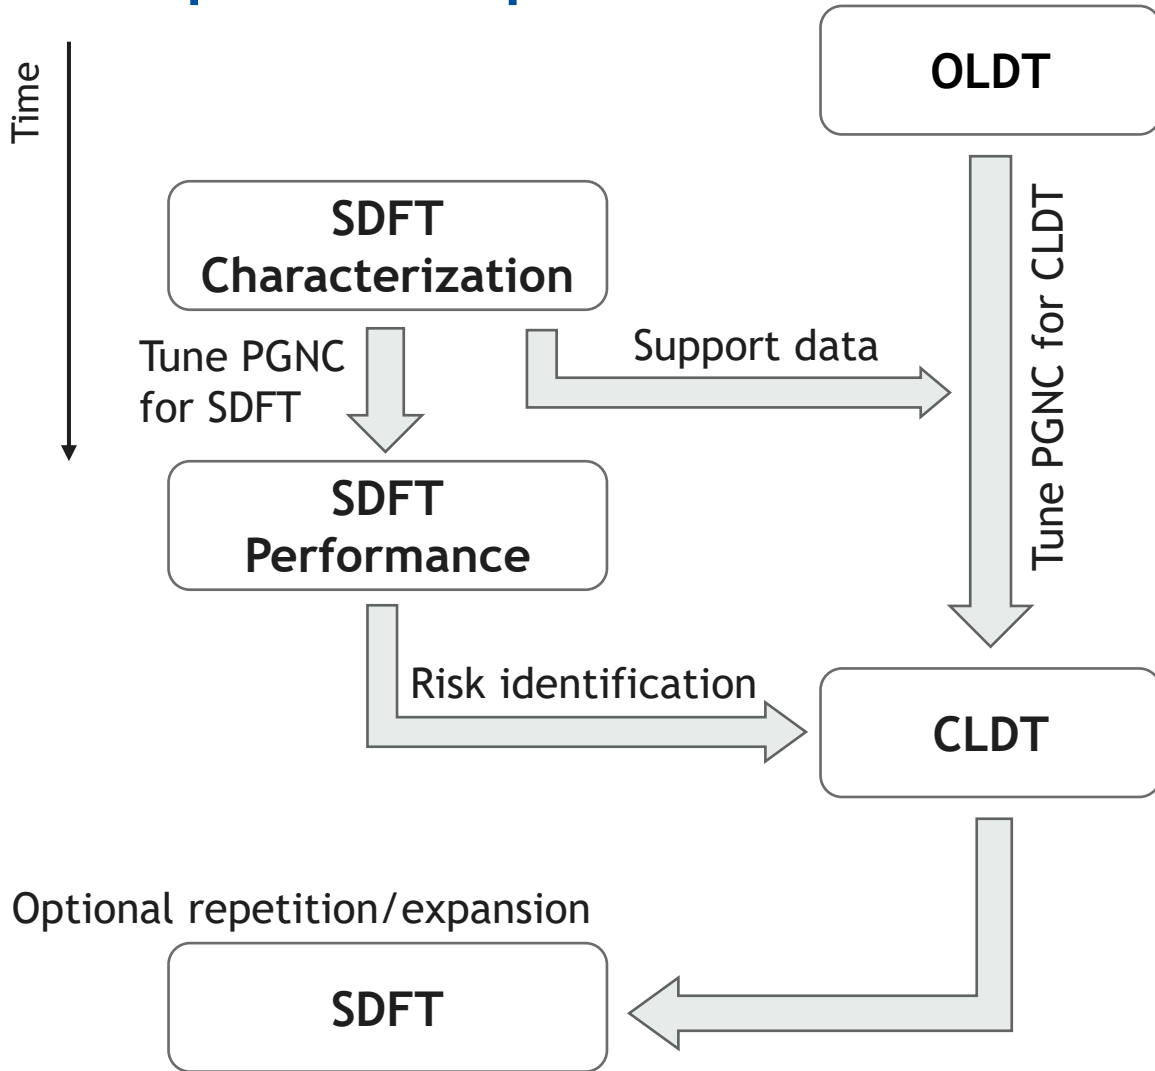 Time
OLDT
SDFT
Characterization
Tune PGNC
for SDFT
Support data
Tune PGNC for CLDT
SDFT
Performance
Risk identification
CLDT
Optional repetition/expansion
SDFT